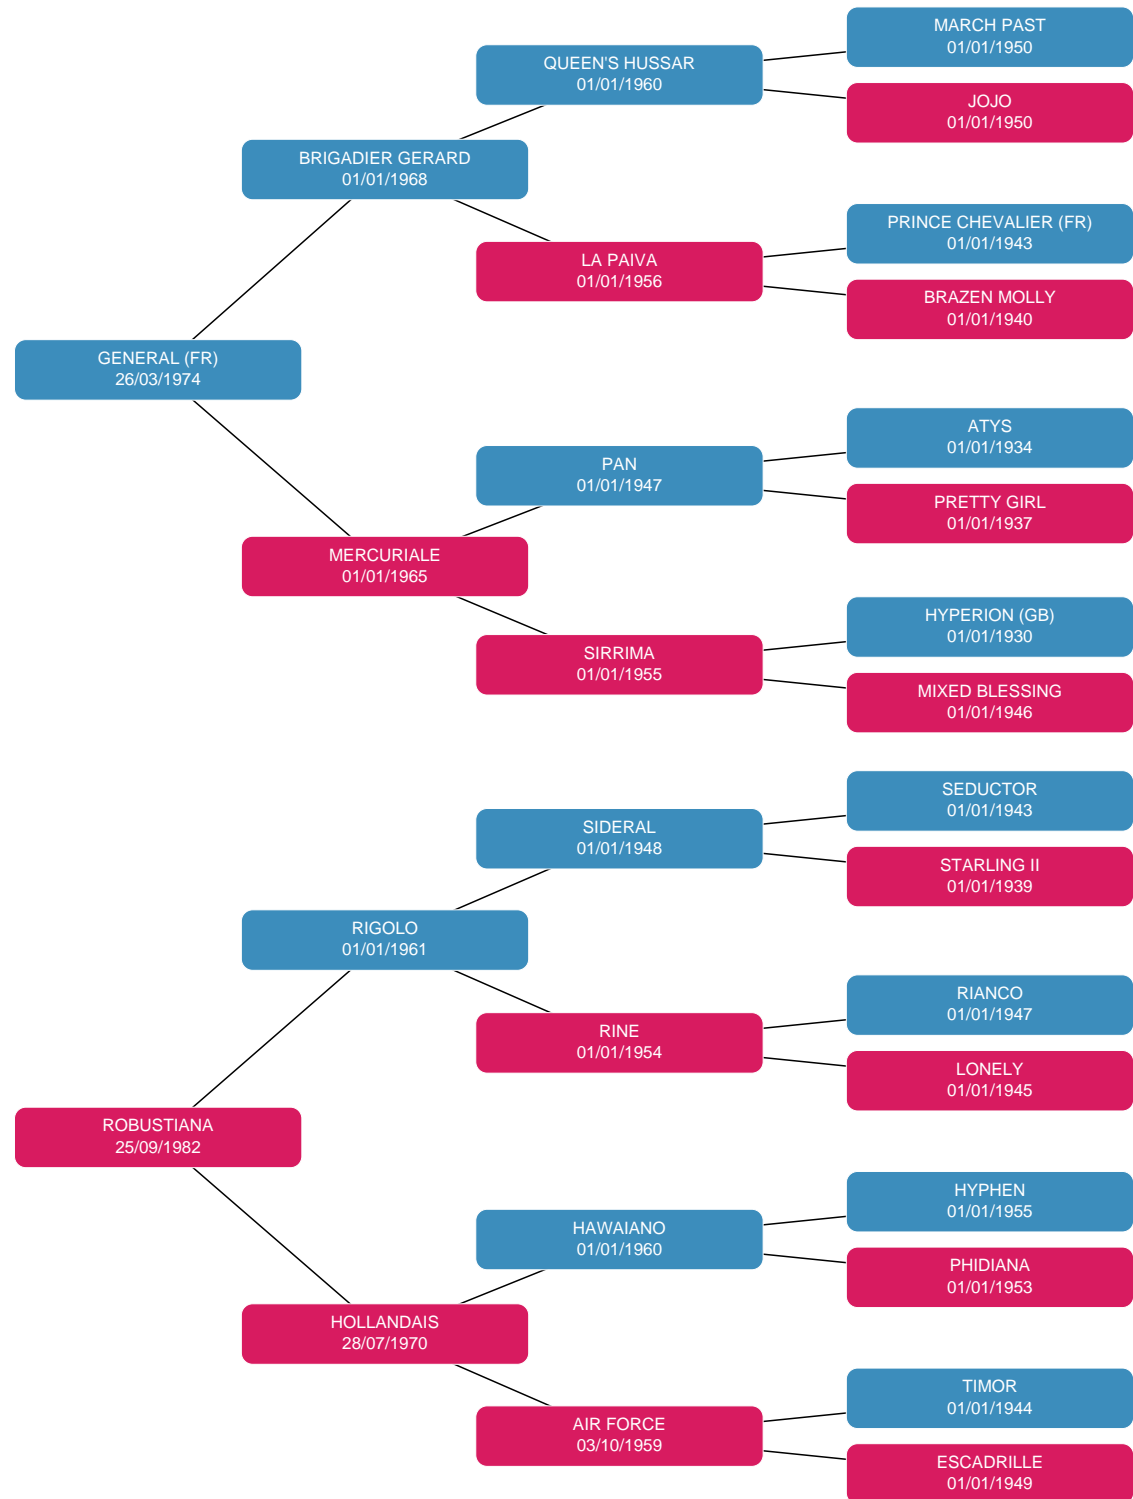 MARCH PAST
01/01/1950
QUEEN'S HUSSAR
01/01/1960
JOJO
01/01/1950
BRIGADIER GERARD
01/01/1968
PRINCE CHEVALIER (FR)
01/01/1943
LA PAIVA
01/01/1956
BRAZEN MOLLY
01/01/1940
GENERAL (FR)
26/03/1974
ATYS
01/01/1934
PAN
01/01/1947
PRETTY GIRL
01/01/1937
MERCURIALE
01/01/1965
HYPERION (GB)
01/01/1930
SIRRIMA
01/01/1955
MIXED BLESSING
01/01/1946
SEDUCTOR
01/01/1943
SIDERAL
01/01/1948
STARLING II
01/01/1939
RIGOLO
01/01/1961
RIANCO
01/01/1947
RINE
01/01/1954
LONELY
01/01/1945
ROBUSTIANA
25/09/1982
HYPHEN
01/01/1955
HAWAIANO
01/01/1960
PHIDIANA
01/01/1953
HOLLANDAIS
28/07/1970
TIMOR
01/01/1944
AIR FORCE
03/10/1959
ESCADRILLE
01/01/1949